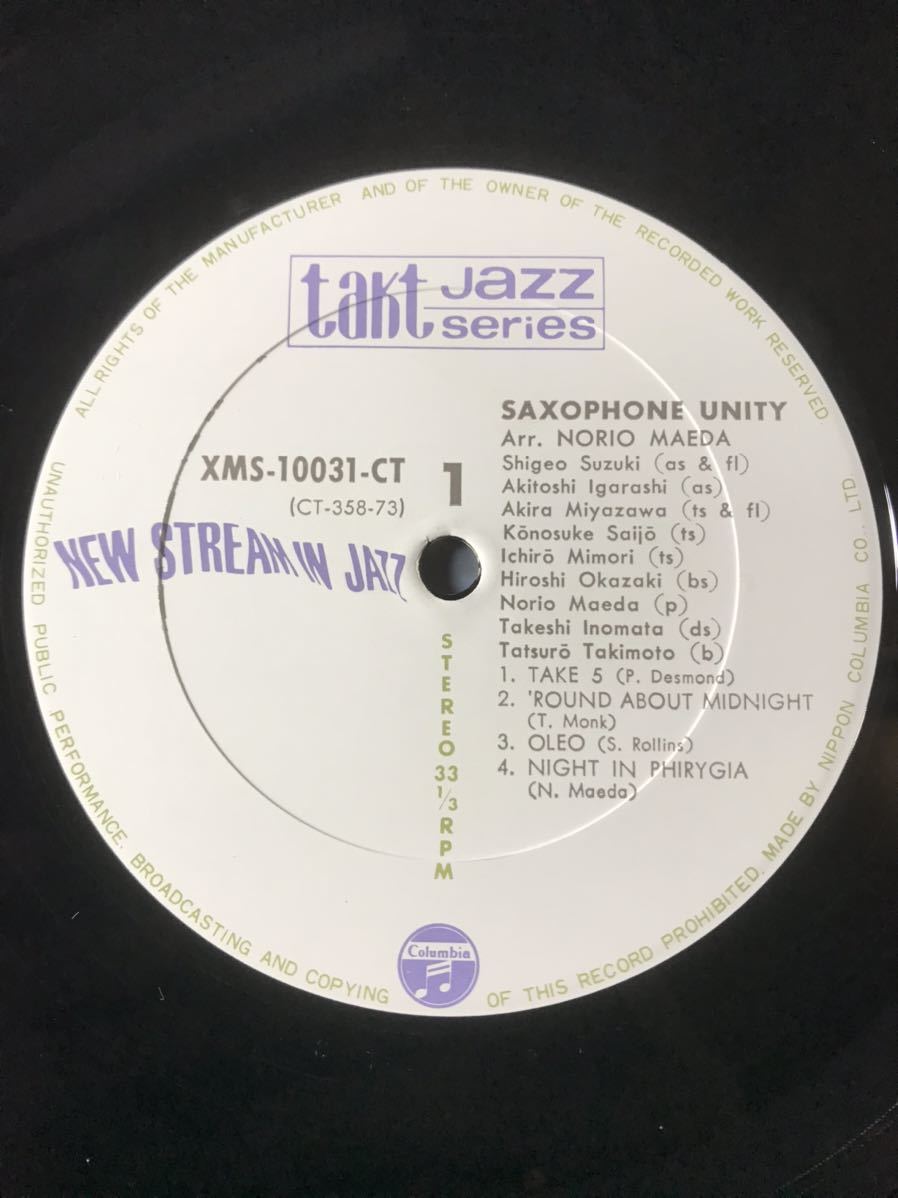 ALL RIGHTS OF THE MANUFACTURER AND OF THE OWNER OF THE RECORDED WORK RESERVED
takt JAZZ series
SAXOPHONE UNITY
Arr. NORIO MAEDA
Shigeo Suzuki (as & fl)
Akitoshi Igarashi (as)
Akira Miyazawa (ts & fl)
Kōnosuke Saijō (ts)
Ichirō Mimori (ts)
Hiroshi Okazaki (bs)
Norio Maeda (p)
Takeshi Inomata (ds)
Tatsurō Takimoto (b)
1. TAKE 5 (P. Desmond)
2. 'ROUND ABOUT MIDNIGHT
(T. Monk)
3. OLEO (S. Rollins)
4. NIGHT IN PHIRYGIA
(N. Maeda)
XMS-10031-CT
(CT-358-73)
1
NEW STREAM IN JAZZ
STEREO 33 1/3 RPM
Columbia
UNAUTHORIZED PUBLIC PERFORMANCE. BROADCASTING AND COPYING OF THIS RECORD PROHIBITED. MADE BY NIPPON COLUMBIA CO., LTD.